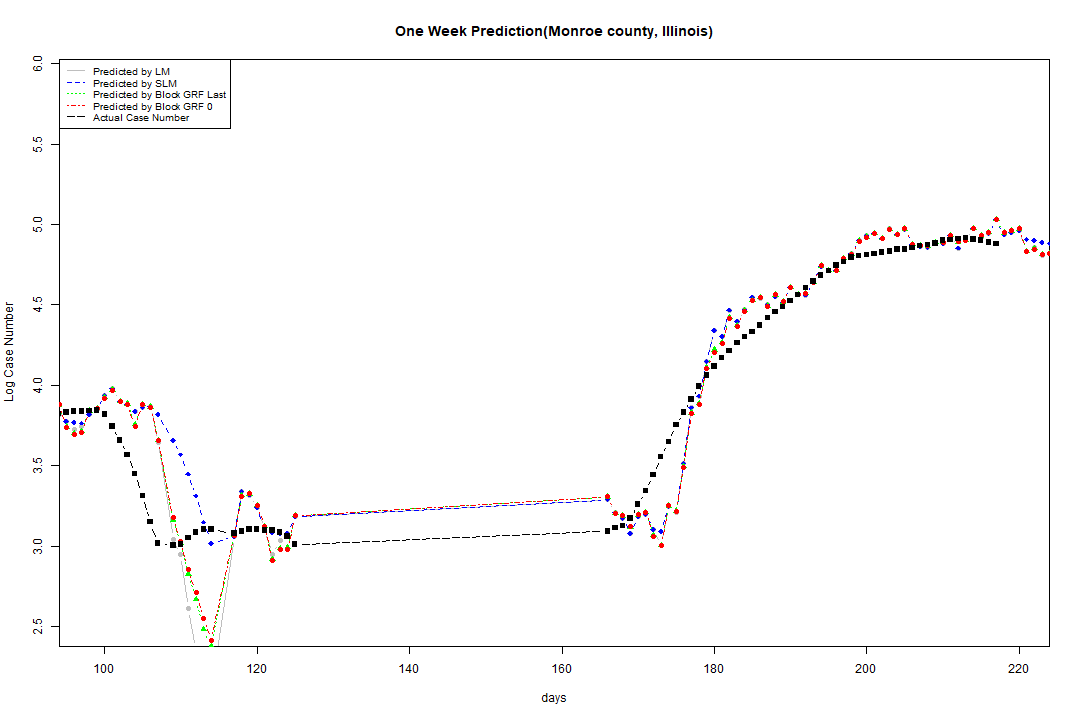 One Week Prediction(Monroe county, Illinois)
Predicted by LM
Predicted by SLM
Predicted by Block GRF Last
Predicted by Block GRF 0
Actual Case Number
Log Case Number
6.0
5.5
5.0
4.5
4.0
3.5
3.0
2.5
100 120 140 160 180 200 220
days